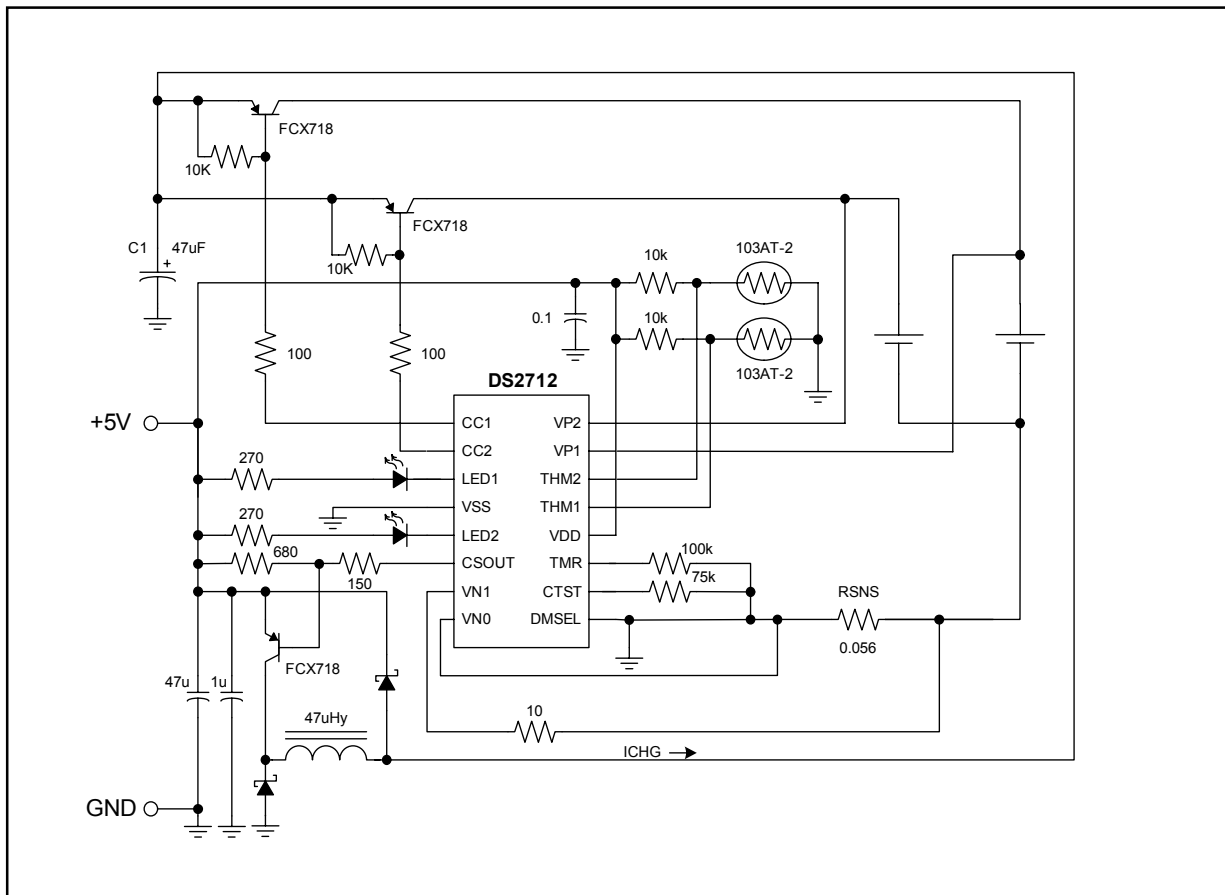 FCX718
10K
FCX718
C1 47uF
+
10K
10k
103AT-2
0.1
10k
103AT-2
100
100
DS2712
+5V
CC1
VP2
CC2
VP1
270
LED1
THM2
VSS
THM1
270
LED2
VDD
680
CSOUT
TMR
100k
150
75k
VN1
CTST
RSNS
VN0
DMSEL
0.056
FCX718
47u
1u
47uHy
10
ICHG
GND